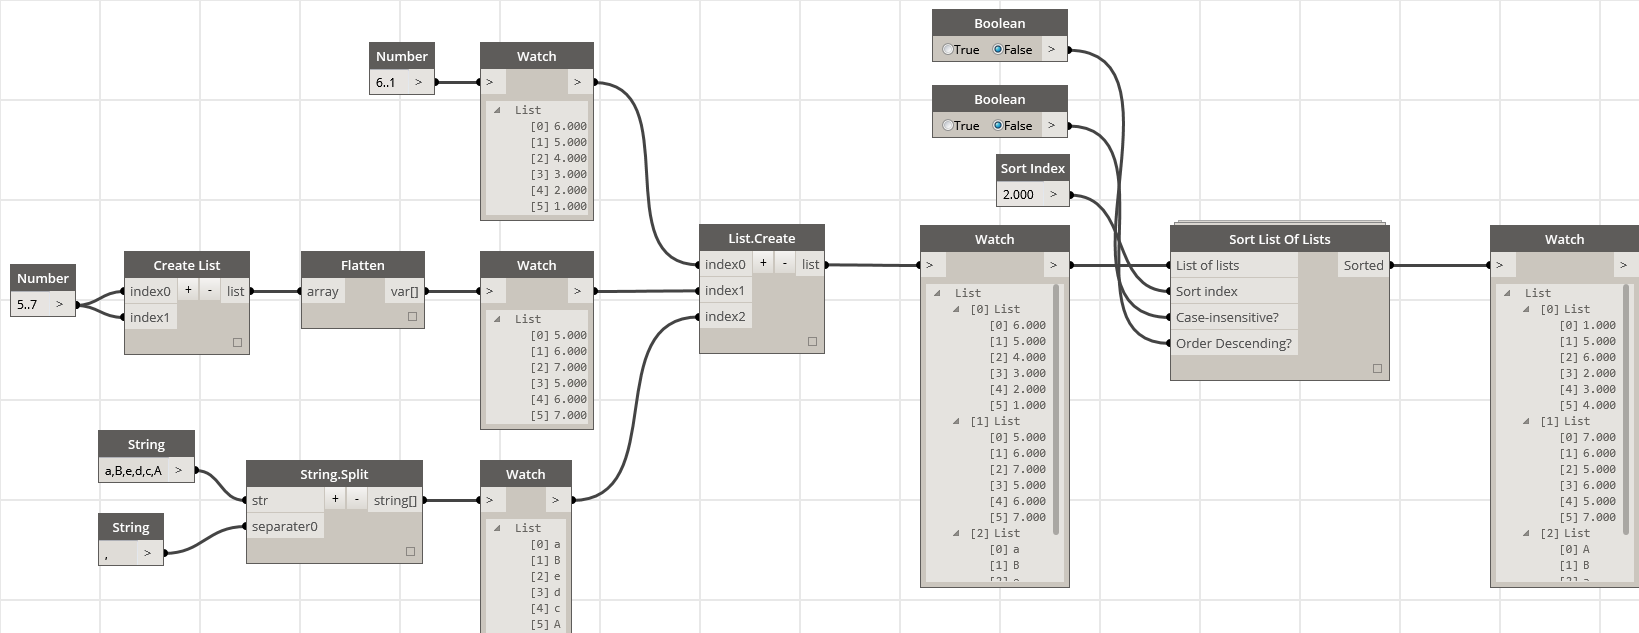 Number
6..1 >
Watch
> >
List
[0] 6.000
[1] 5.000
[2] 4.000
[3] 3.000
[4] 2.000
[5] 1.000
Number
5..7 >
Create List
index0 + - list
index1
Flatten
array var[]
Watch
> >
List
[0] 5.000
[1] 6.000
[2] 7.000
[3] 5.000
[4] 6.000
[5] 7.000
String
a,B,e,d,c,A >
String
, >
String.Split
str + - string[]
separater0
Watch
> >
List
[0] a
[1] B
[2] e
[3] d
[4] c
[5] A
List.Create
index0 + - list
index1
index2
Boolean
True False >
Boolean
True False >
Sort Index
2.000 >
Watch
> >
List
[0] List
[0] 6.000
[1] 5.000
[2] 4.000
[3] 3.000
[4] 2.000
[5] 1.000
[1] List
[0] 5.000
[1] 6.000
[2] 7.000
[3] 5.000
[4] 6.000
[5] 7.000
[2] List
[0] a
[1] B
Sort List Of Lists
List of lists Sorted
Sort index
Case-insensitive?
Order Descending?
Watch
> >
List
[0] List
[0] 1.000
[1] 5.000
[2] 6.000
[3] 2.000
[4] 3.000
[5] 4.000
[1] List
[0] 7.000
[1] 6.000
[2] 5.000
[3] 6.000
[4] 5.000
[5] 7.000
[2] List
[0] A
[1] B